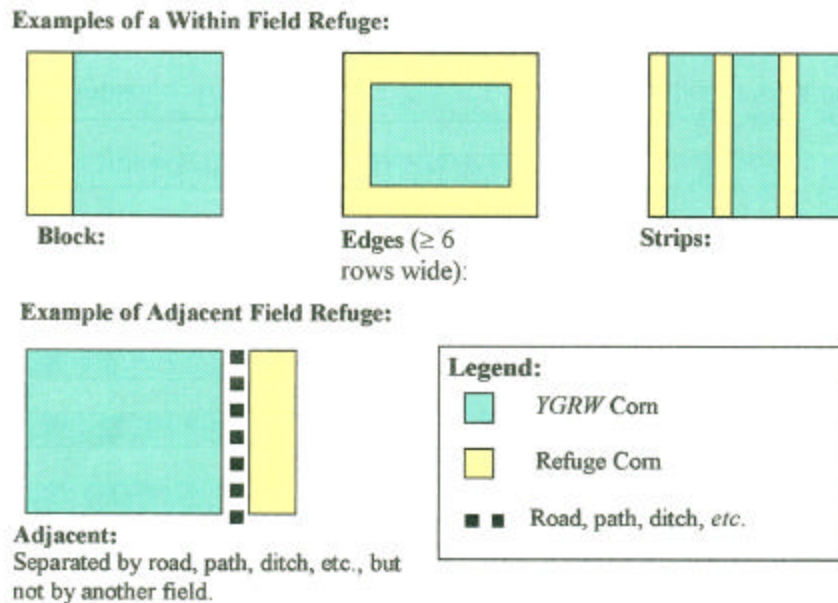 Examples of a Within Field Refuge:
Block:
Edges (≥ 6
rows wide):
Strips:
Example of Adjacent Field Refuge:
Adjacent:
Separated by road, path, ditch, etc., but
not by another field.
Legend:
YGRW Corn
Refuge Corn
Road, path, ditch, etc.